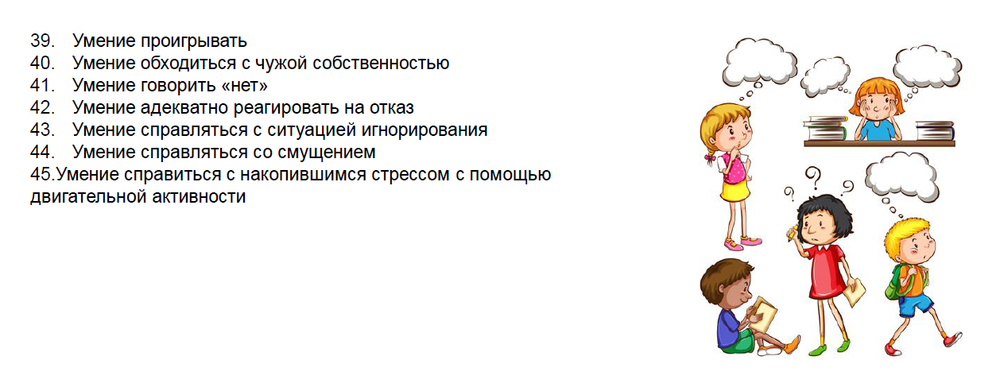 39. Умение проигрывать
40. Умение обходиться с чужой собственностью
41. Умение говорить «нет»
42. Умение адекватно реагировать на отказ
43. Умение справляться с ситуацией игнорирования
44. Умение справляться со смущением
45.Умение справиться с накопившимся стрессом с помощью
двигательной активности
? ? ?